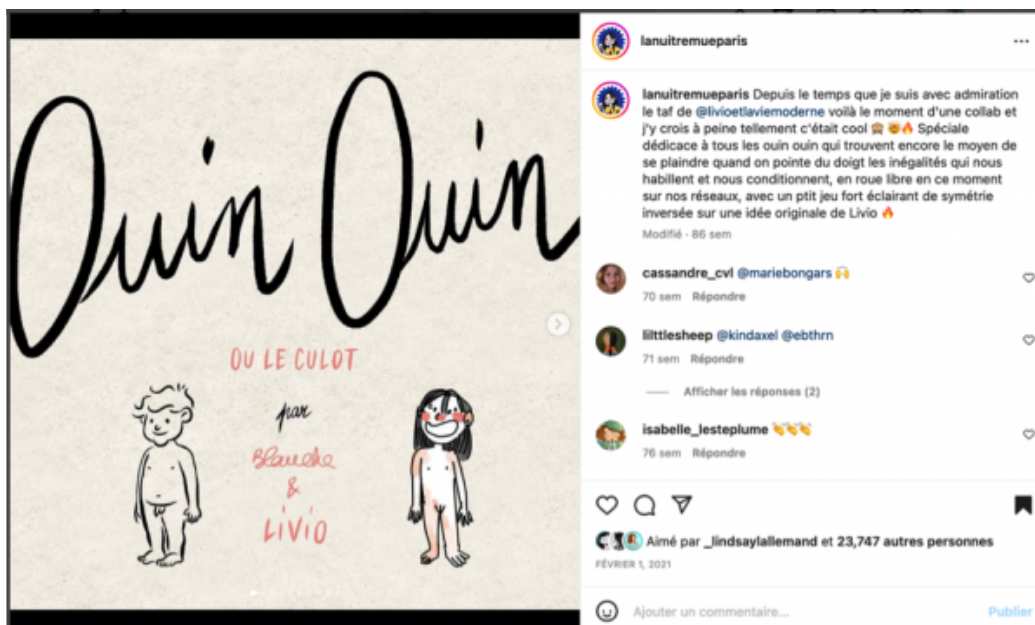 Ouin Ouin
OU LE CULOT
par
Blanche
&
LiViO
lanuitremueparis
lanuitremueparis Depuis le temps que je suis avec admiration
le taf de @livioetlaviemoderne voilà le moment d'une collab et
j'y crois à peine tellement c'était cool 🙊 🤯🔥 Spéciale
dédicace à tous les ouin ouin qui trouvent encore le moyen de
se plaindre quand on pointe du doigt les inégalités qui nous
habillent et nous conditionnent, en roue libre en ce moment
sur nos réseaux, avec un ptit jeu fort éclairant de symétrie
inversée sur une idée originale de Livio 🔥
Modifié · 86 sem
cassandre_cvl @mariebongars 🙌
70 sem Répondre
lilttlesheep @kindaxel @ebthrn
71 sem Répondre
Afficher les réponses (2)
isabelle_lesteplume 👏👏👏
76 sem Répondre
Aimé par _lindsaylallemand et 23,747 autres personnes
FÉVRIER 1, 2021
Ajouter un commentaire...
Publier